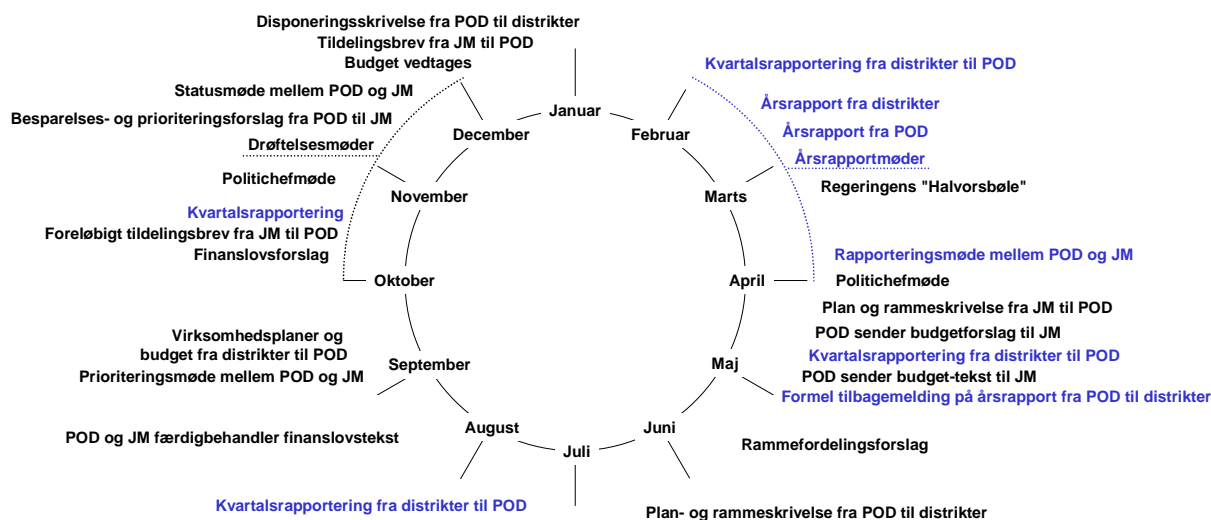 Disponeringsskrivelse fra POD til distrikter
Tildelingsbrev fra JM til POD
Budget vedtages
Statusmøde mellem POD og JM
Besparelses- og prioriteringsforslag fra POD til JM
Drøftelsesmøder
Politichefmøde
Kvartalsrapportering
Foreløbigt tildelingsbrev fra JM til POD
Finanslovsforslag
Virksomhedsplaner og
budget fra distrikter til POD
Prioriteringsmøde mellem POD og JM
POD og JM færdigbehandler finanslovstekst
Kvartalsrapportering fra distrikter til POD
Januar
Februar
Marts
April
Maj
Juni
Juli
August
September
Oktober
November
December
Kvartalsrapportering fra distrikter til POD
Årsrapport fra distrikter
Årsrapport fra POD
Årsrapportmøder
Regeringens "Halvorsbøle"
Rapporteringsmøde mellem POD og JM
Politichefmøde
Plan og rammeskrivelse fra JM til POD
POD sender budgetforslag til JM
Kvartalsrapportering fra distrikter til POD
POD sender budget-tekst til JM
Formel tilbagemelding på årsrapport fra POD til distrikter
Rammefordelingsforslag
Plan- og rammeskrivelse fra POD til distrikter